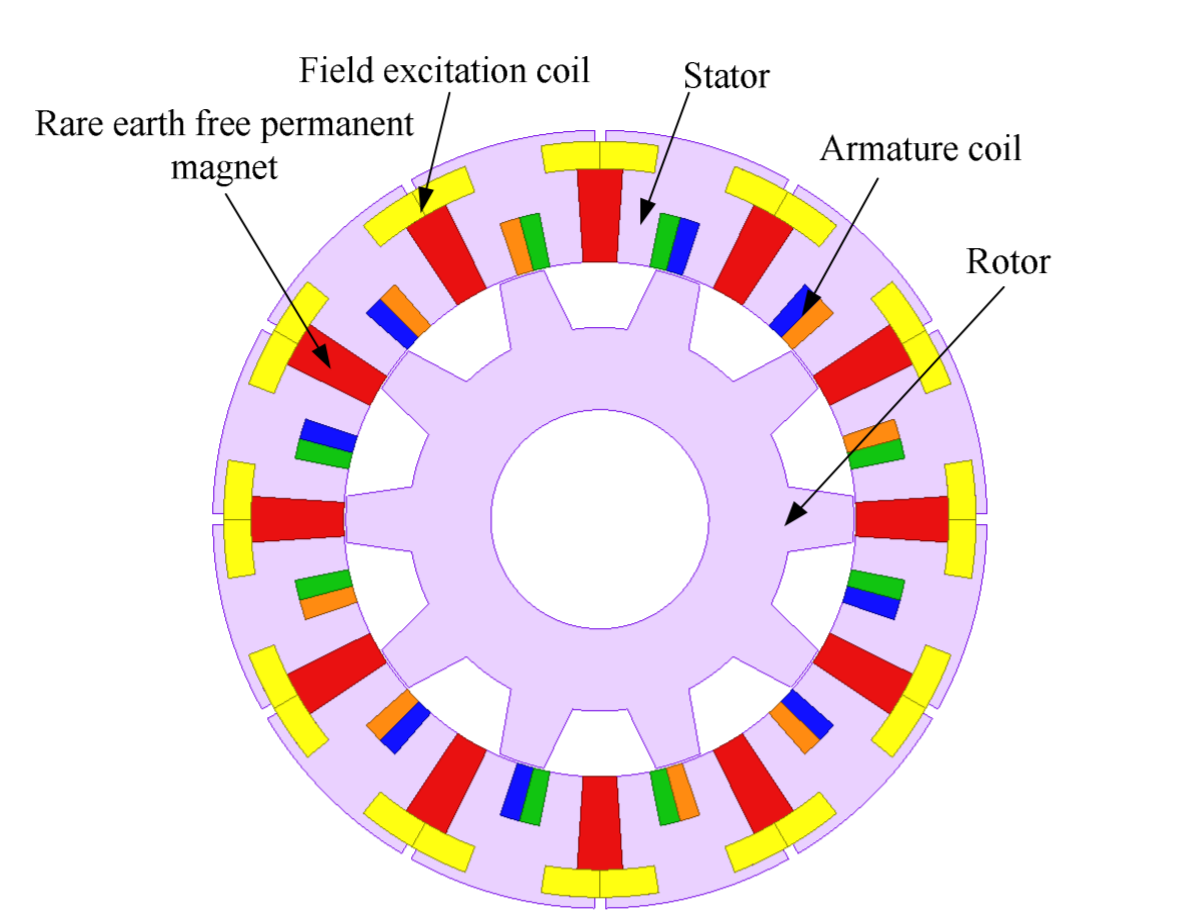 Field excitation coil
Stator
Rare earth free permanent
magnet
Armature coil
Rotor